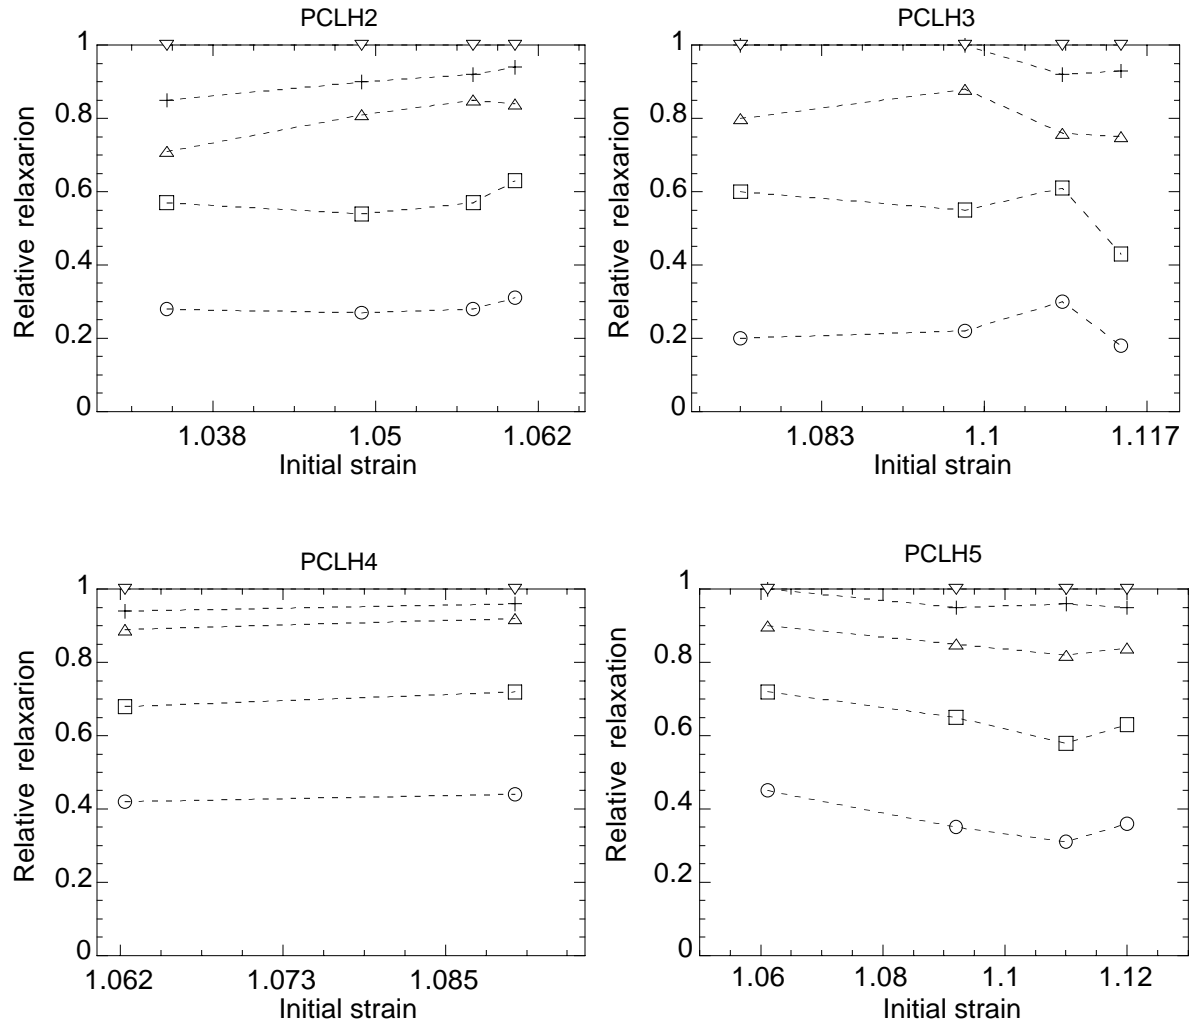 PCLH2
1
0.8
0.6
0.4
0.2
0
Relative relaxarion
1.038 1.05 1.062
Initial strain
PCLH3
1
0.8
0.6
0.4
0.2
0
Relative relaxarion
1.083 1.1 1.117
Initial strain
PCLH4
1
0.8
0.6
0.4
0.2
0
Relative relaxarion
1.062 1.073 1.085
Initial strain
PCLH5
1
0.8
0.6
0.4
0.2
0
Relative relaxation
1.06 1.08 1.1 1.12
Initial strain